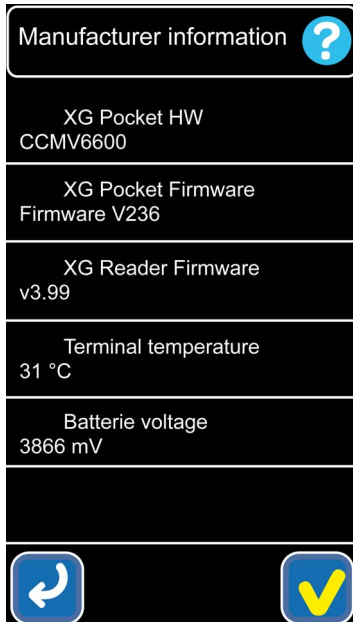 Manufacturer information
?
XG Pocket HW
CCMV6600
XG Pocket Firmware
Firmware V236
XG Reader Firmware
v3.99
Terminal temperature
31 °C
Batterie voltage
3866 mV